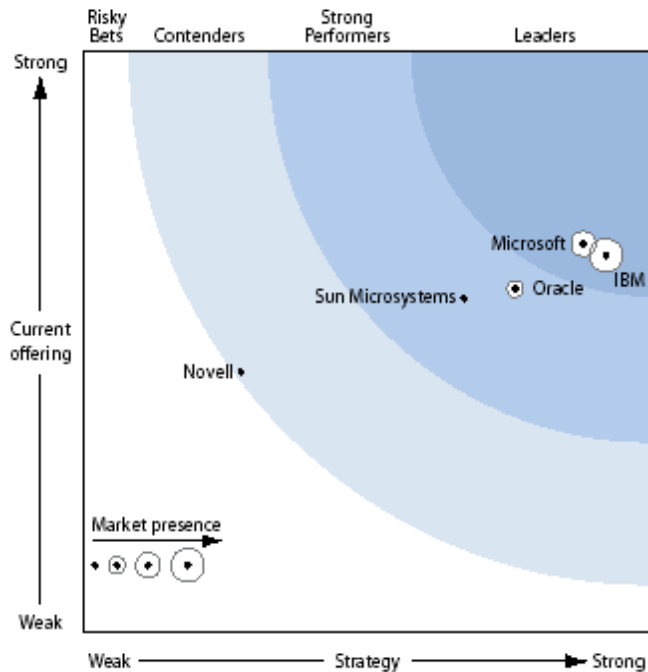 Risky
Bets
Contenders
Strong
Performers
Leaders
Strong
Microsoft
IBM
Oracle
Sun Microsystems
Current
offering
Novell
Market presence
Weak
Weak
Strategy
Strong